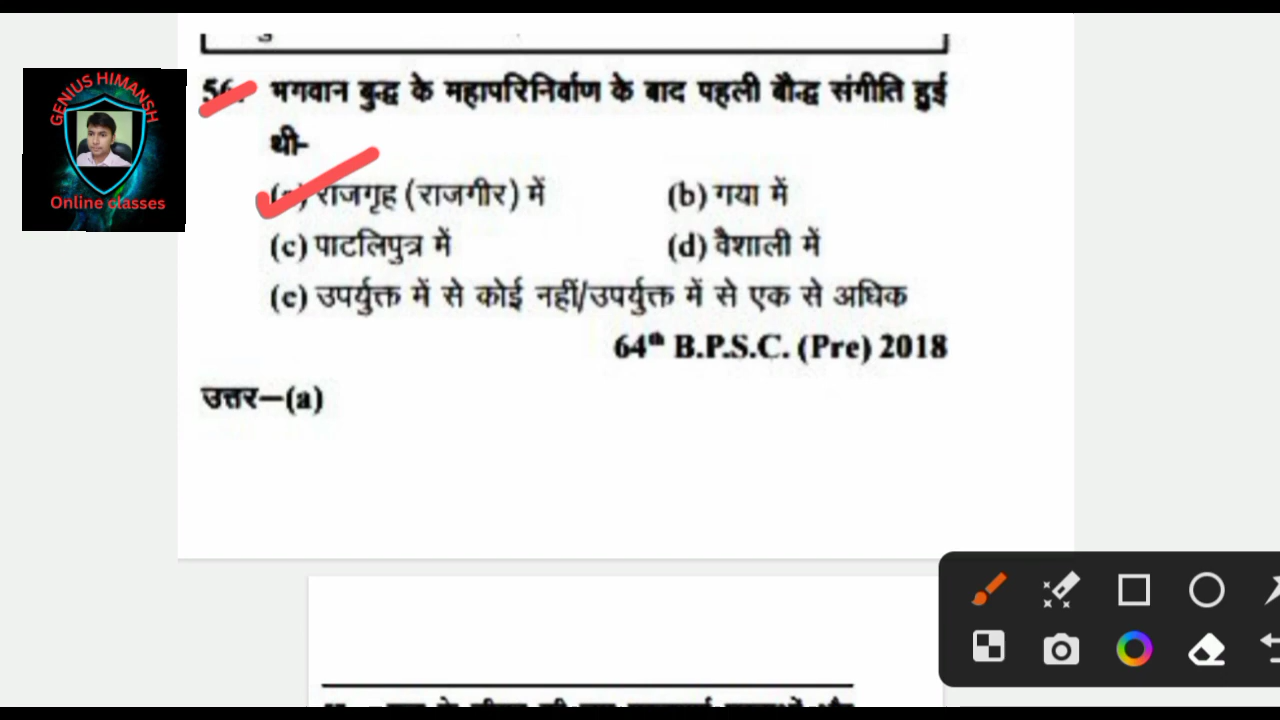 GENIUS HIMANSH
Online classes
56. भगवान बुद्ध के महापरिनिर्वाण के बाद पहली बौद्ध संगीति हुई
थी-
(a) राजगृह (राजगीर) में (b) गया में
(c) पाटलिपुत्र में (d) वैशाली में
(e) उपर्युक्त में से कोई नहीं/उपर्युक्त में से एक से अधिक
64th B.P.S.C. (Pre) 2018
उत्तर—(a)